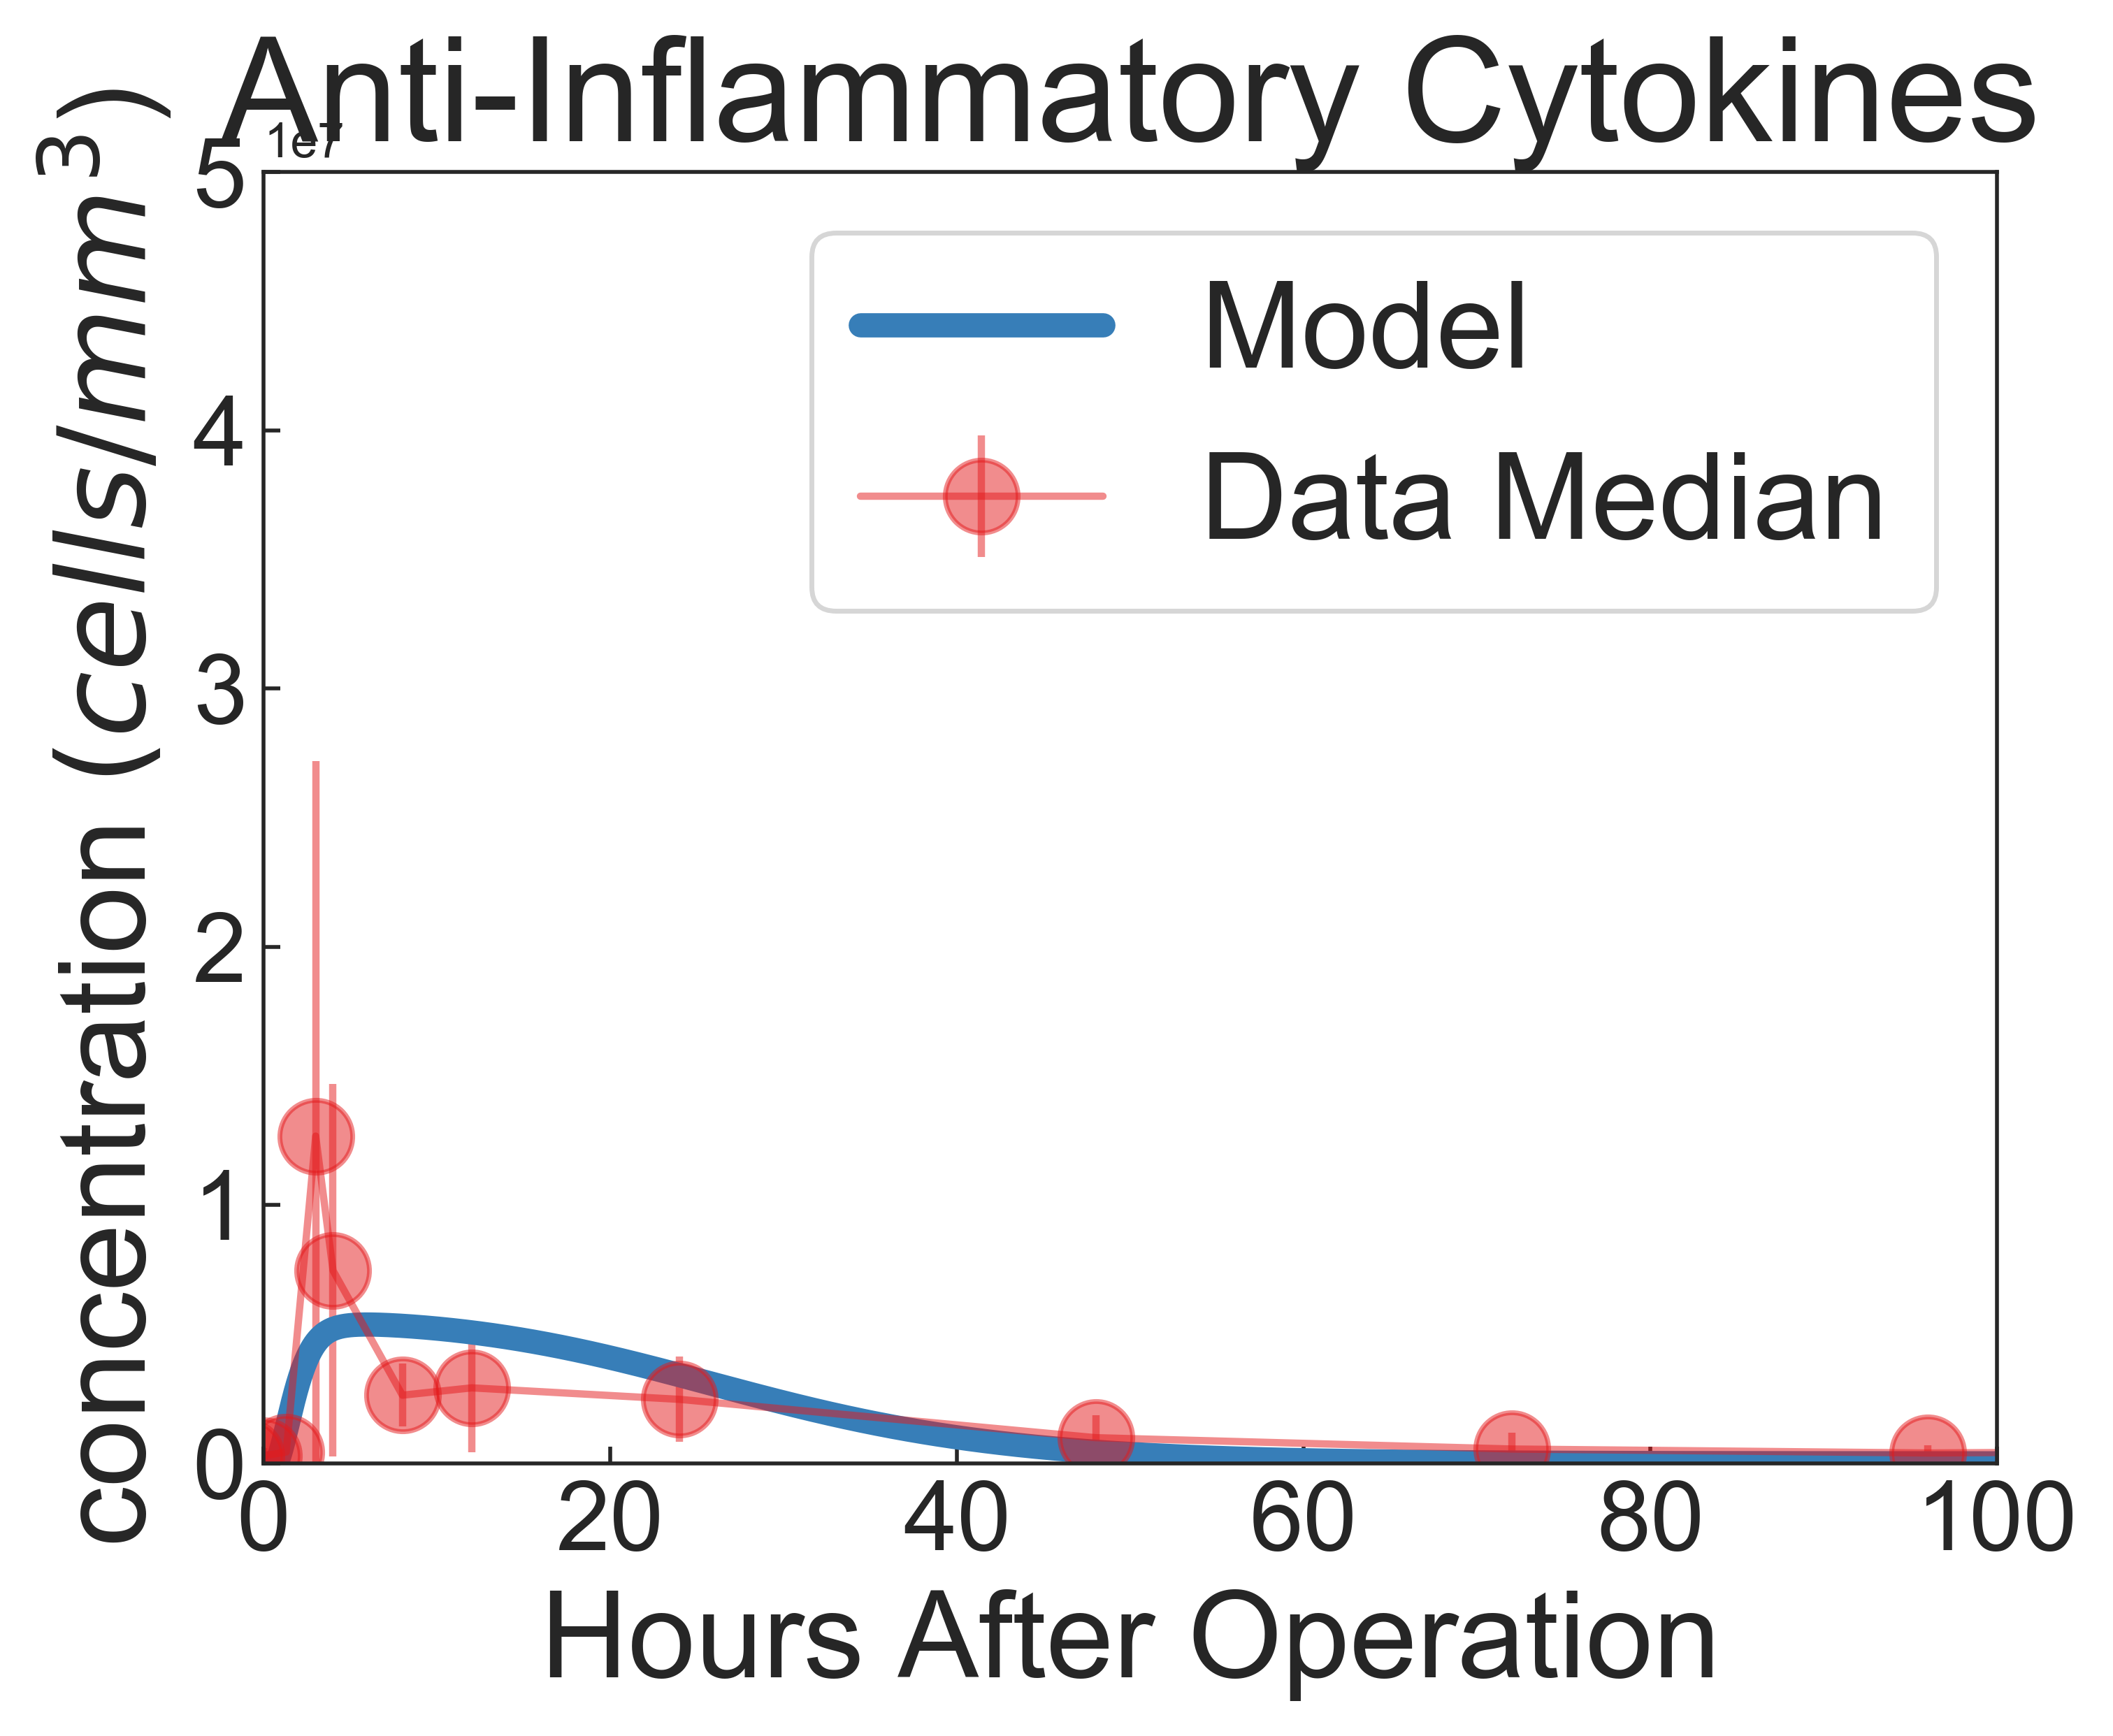 Anti-Inflammatory Cytokines
1e7
concentration (cells/mm³)
5
4
3
2
1
0
Model
Data Median
0 20 40 60 80 100
Hours After Operation